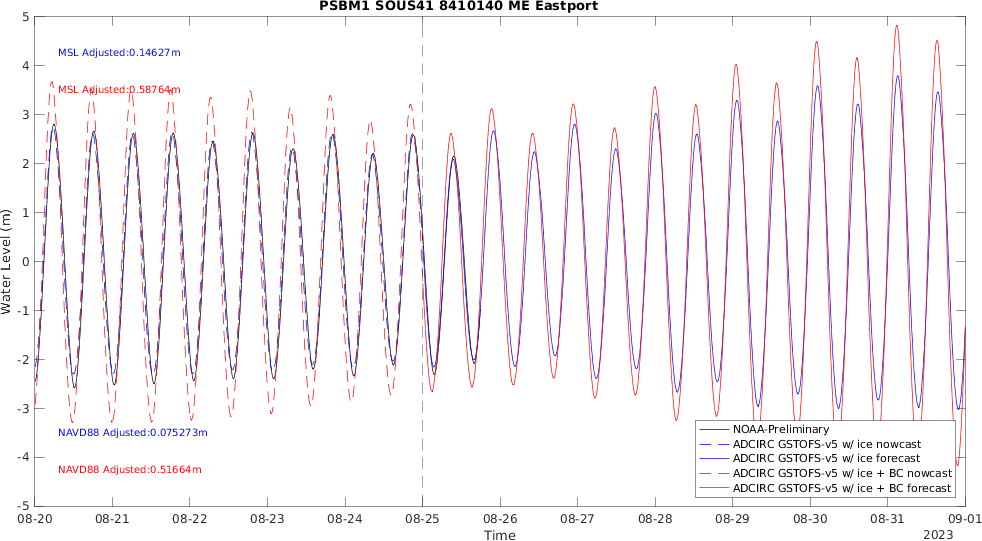 PSBM1 SOUS41 8410140 ME Eastport
5
4
3
2
1
0
-1
-2
-3
-4
-5
Water Level (m)
MSL Adjusted:0.14627m
MSL Adjusted:0.58764m
NAVD88 Adjusted:0.075273m
NAVD88 Adjusted:0.51664m
NOAA-Preliminary
ADCIRC GSTOFS-v5 w/ ice nowcast
ADCIRC GSTOFS-v5 w/ ice forecast
ADCIRC GSTOFS-v5 w/ ice + BC nowcast
ADCIRC GSTOFS-v5 w/ ice + BC forecast
08-20 08-21 08-22 08-23 08-24 08-25 08-26 08-27 08-28 08-29 08-30 08-31 09-01
Time
2023